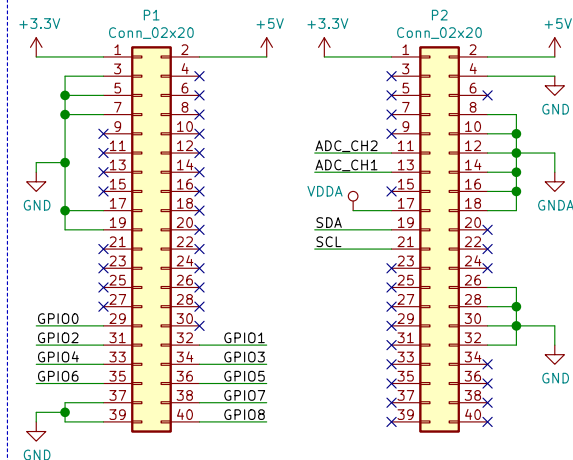 P1
Conn_02x20
+3.3V
+5V
1 2
3 4
5 6
7 8
9 10
11 12
13 14
15 16
17 18
19 20
21 22
23 24
25 26
27 28
29 30
31 32
33 34
35 36
37 38
39 40
GND
GPIO0
GPIO2 GPIO1
GPIO4 GPIO3
GPIO6 GPIO5
GPIO7
GPIO8
GND
P2
Conn_02x20
+3.3V
+5V
1 2
3 4
5 6
7 8
9 10
11 12
13 14
15 16
17 18
19 20
21 22
23 24
25 26
27 28
29 30
31 32
33 34
35 36
37 38
39 40
GND
ADC_CH2
ADC_CH1
VDDA
GNDA
SDA
SCL
GND